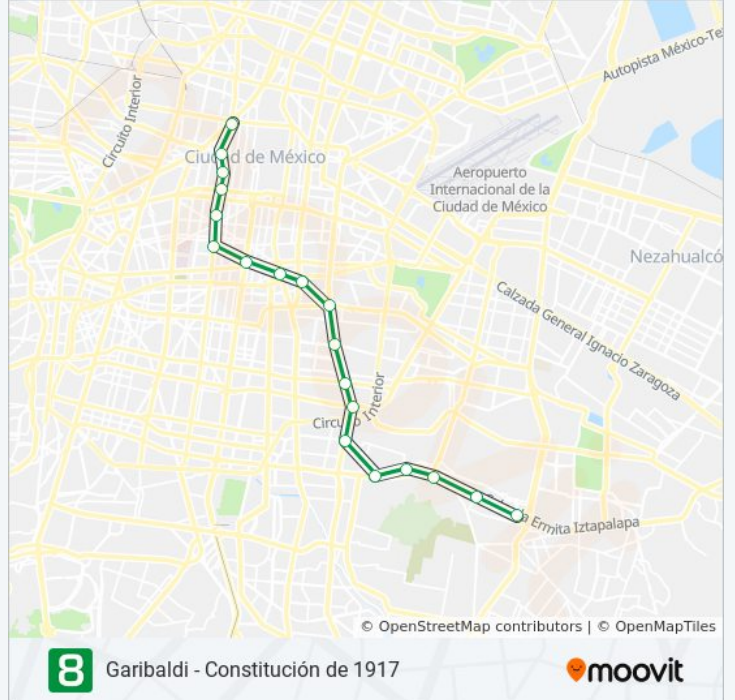 Autopista México-Te
Circuito Interior
Ciudad de México
Aeropuerto
Internacional de la
Ciudad de México
Nezahualcó
Calzada General Ignacio Zaragoza
Circuito Interior
Ermita Iztapalapa
© OpenStreetMap contributors | © OpenMapTiles
8 Garibaldi - Constitución de 1917
moovit